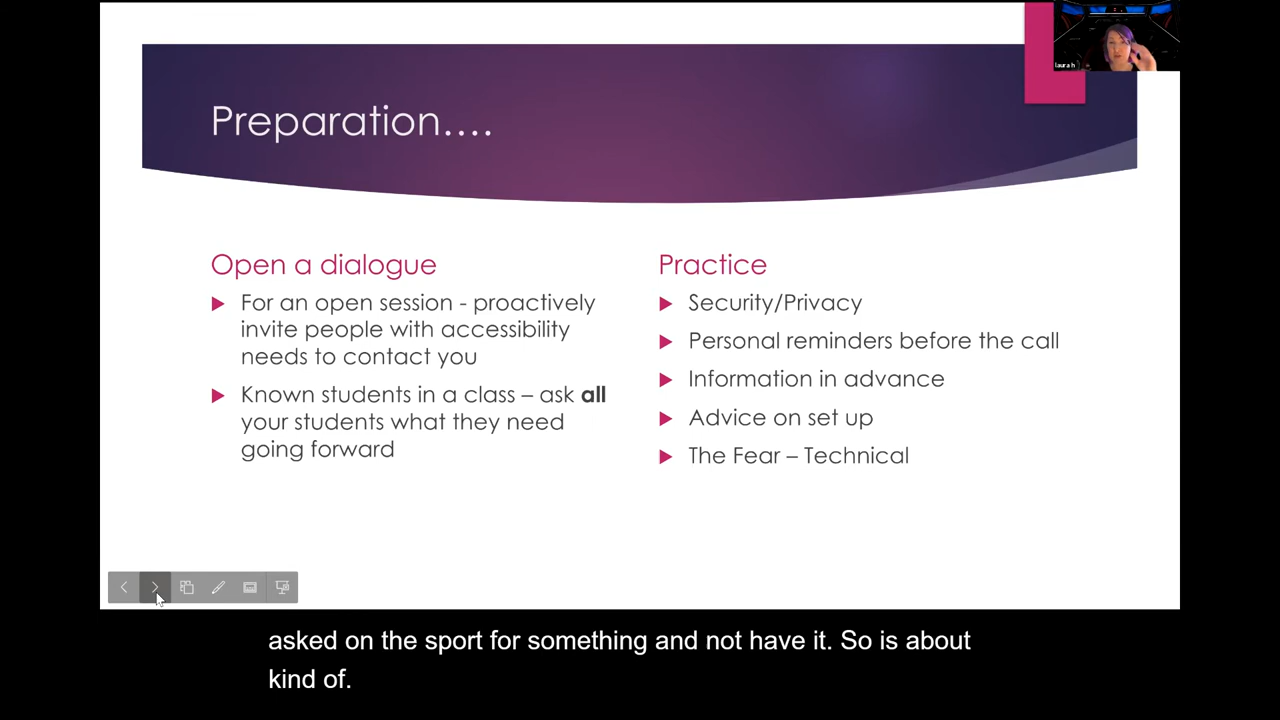 laura h
Preparation....
Open a dialogue
For an open session - proactively
invite people with accessibility
needs to contact you
Known students in a class – ask all
your students what they need
going forward
Practice
Security/Privacy
Personal reminders before the call
Information in advance
Advice on set up
The Fear – Technical
asked on the sport for something and not have it. So is about
kind of.